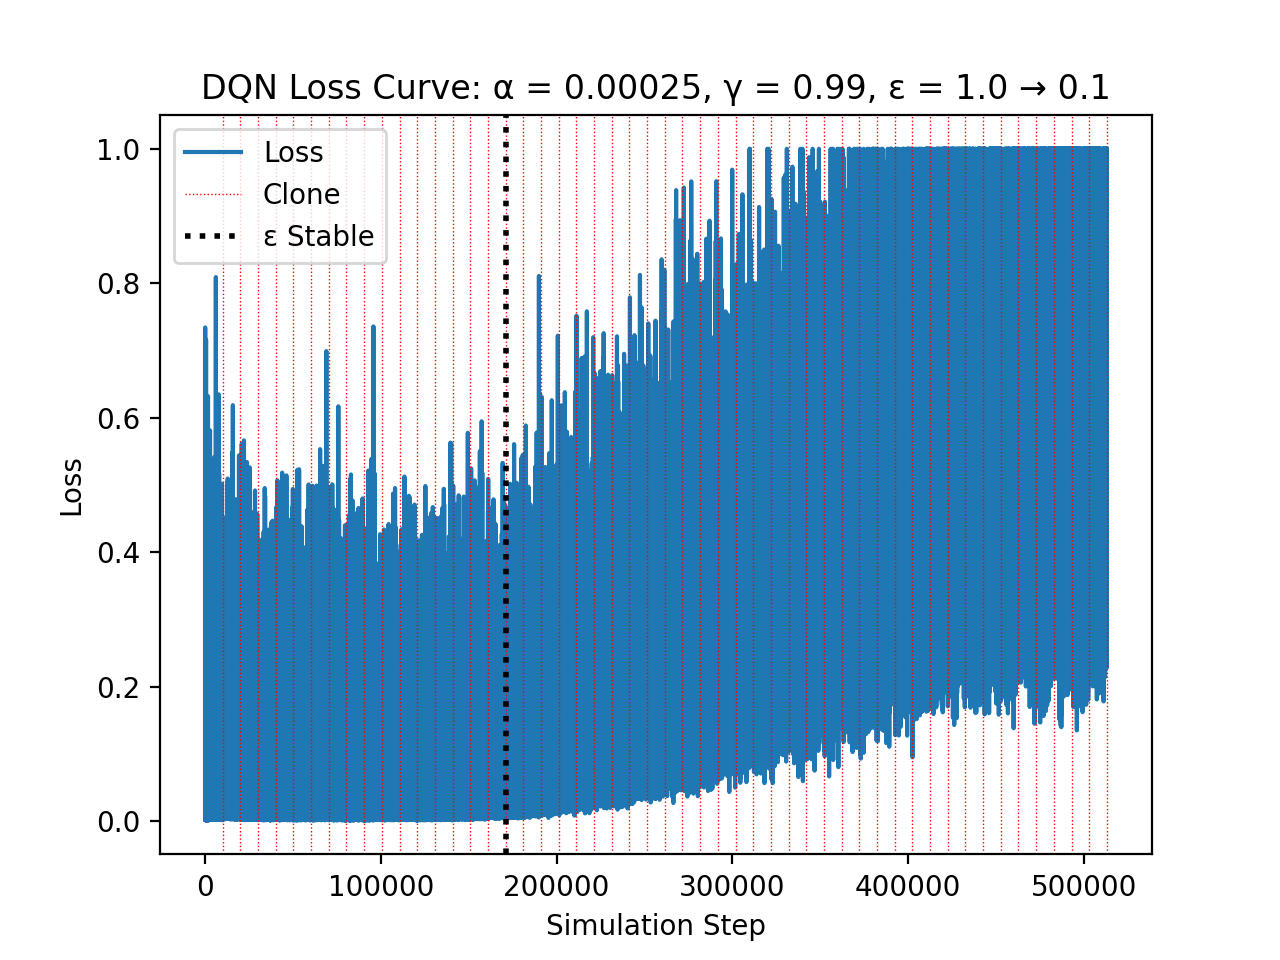 DQN Loss Curve: α = 0.00025, γ = 0.99, ε = 1.0 → 0.1
Loss
Clone
ε Stable
1.0
0.8
0.6
0.4
0.2
0.0
Loss
0
100000
200000
300000
400000
500000
Simulation Step